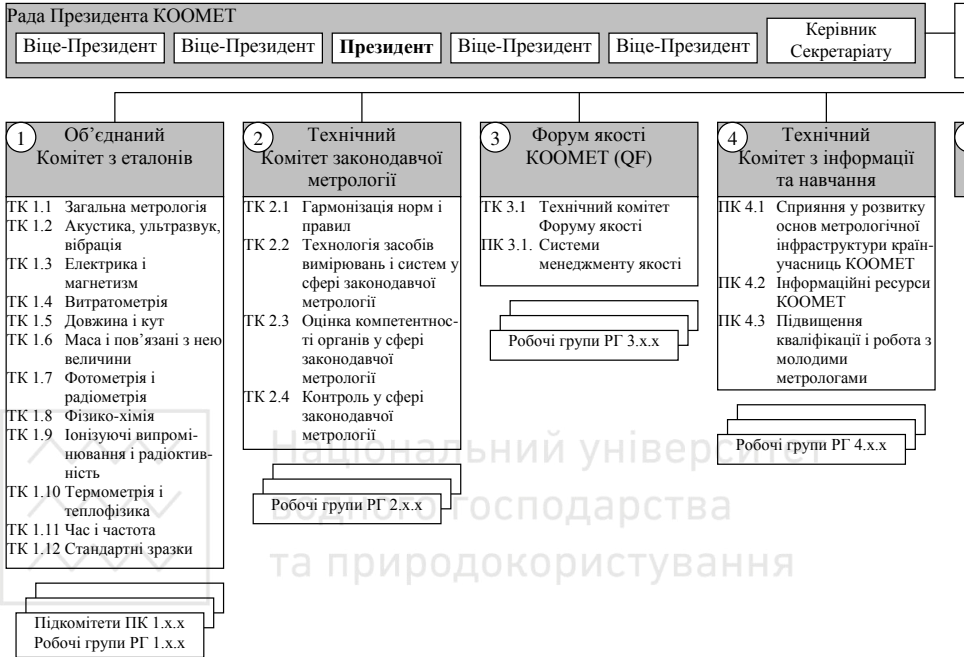 Рада Президента КООМЕТ
Віце-Президент
Віце-Президент
Президент
Віце-Президент
Віце-Президент
Керівник
Секретаріату
1
Об’єднаний
Комітет з еталонів
ТК 1.1 Загальна метрологія
ТК 1.2 Акустика, ультразвук,
вібрація
ТК 1.3 Електрика і
магнетизм
ТК 1.4 Витратометрія
ТК 1.5 Довжина і кут
ТК 1.6 Маса і пов’язані з нею
величини
ТК 1.7 Фотометрія і
радіометрія
ТК 1.8 Фізико-хімія
ТК 1.9 Іонізуючі випромі-
нювання і радіоктив-
ність
ТК 1.10 Термометрія і
теплофізика
ТК 1.11 Час і частота
ТК 1.12 Стандартні зразки
Підкомітети ПК 1.х.х
Робочі групи РГ 1.х.х
2
Технічний
Комітет законодавчої
метрології
ТК 2.1 Гармонізація норм і
правил
ТК 2.2 Технологія засобів
вимірювань і систем у
сфері законодавчої
метрології
ТК 2.3 Оцінка компетентнос-
ті органів у сфері
законодавчої
метрології
ТК 2.4 Контроль у сфері
законодавчої
метрології
Робочі групи РГ 2.х.х
3
Форум якості
КООМЕТ (QF)
ТК 3.1 Технічний комітет
Форуму якості
ПК 3.1. Системи
менеджменту якості
Робочі групи РГ 3.х.х
4
Технічний
Комітет з інформації
та навчання
ПК 4.1 Сприяння у розвитку
основ метрологічної
інфраструктури країн-
учасниць КООМЕТ
ПК 4.2 Інформаційні ресурси
КООМЕТ
ПК 4.3 Підвищення
кваліфікації і робота з
молодими
метрологами
Робочі групи РГ 4.х.х
Національний університет
водного господарства
та природокористування